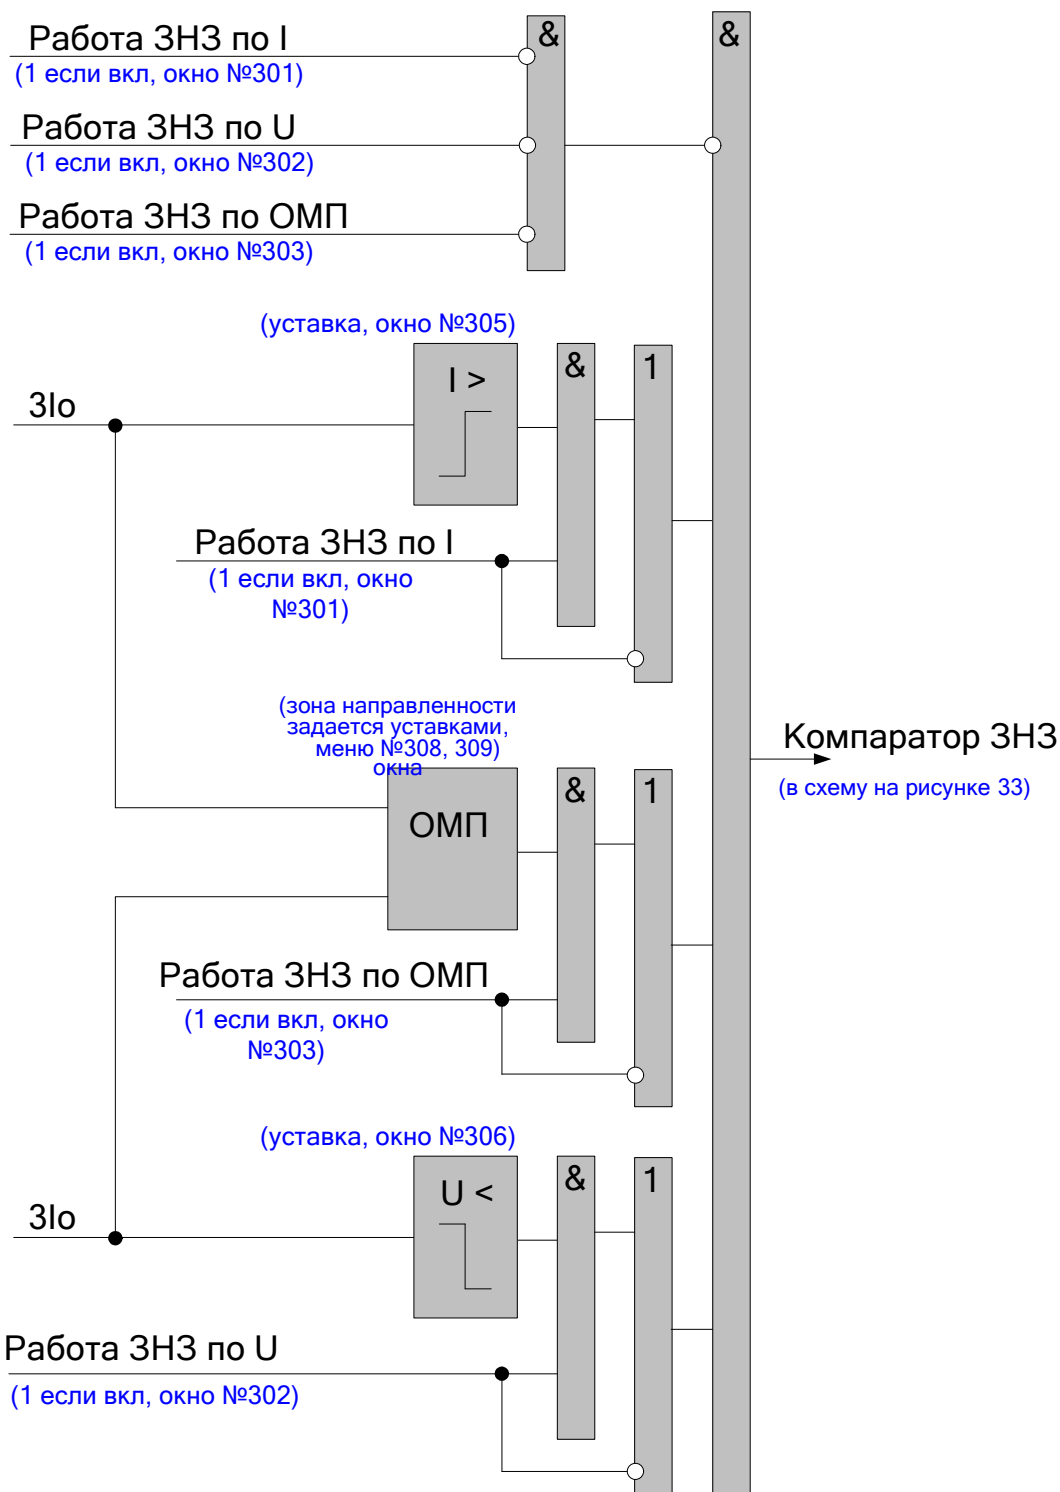 Работа ЗНЗ по I
(1 если вкл, окно №301)
&
&
Работа ЗНЗ по U
(1 если вкл, окно №302)
Работа ЗНЗ по ОМП
(1 если вкл, окно №303)
(уставка, окно №305)
I >
&
1
3Io
Работа ЗНЗ по I
(1 если вкл, окно
№301)
(зона направленности
задается уставками,
меню №308, 309)
окна
Компаратор ЗНЗ
(в схему на рисунке 33)
ОМП
&
1
Работа ЗНЗ по ОМП
(1 если вкл, окно
№303)
(уставка, окно №306)
U <
&
1
3Io
Работа ЗНЗ по U
(1 если вкл, окно №302)